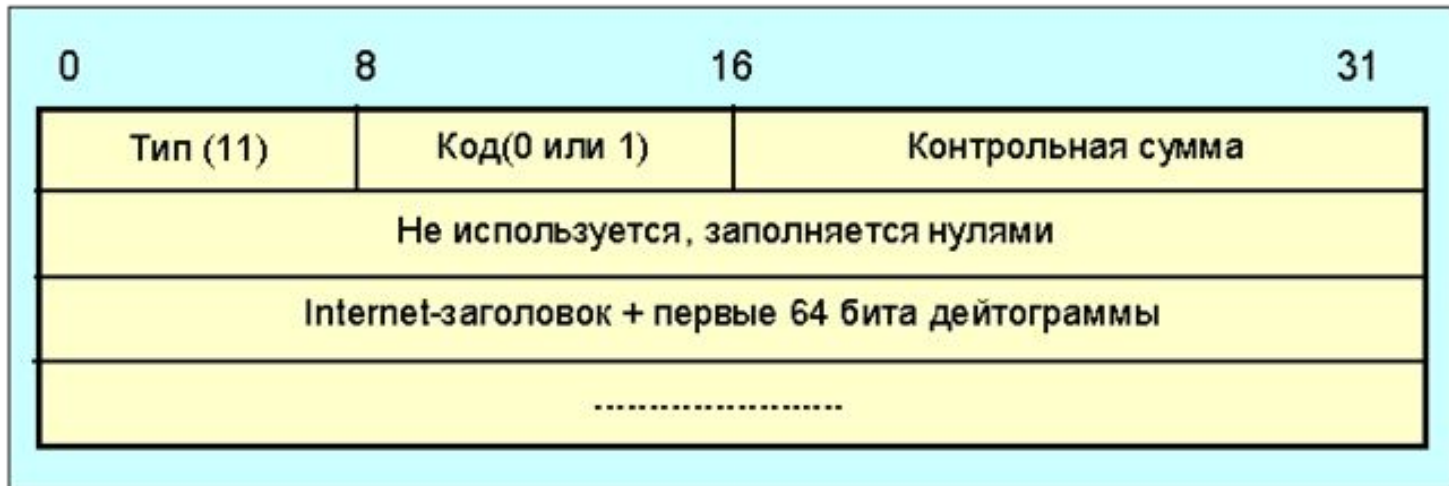 0 8 16 31
Тип (11) Код(0 или 1) Контрольная сумма
Не используется, заполняется нулями
Internet-заголовок + первые 64 бита дейтограммы
.......................